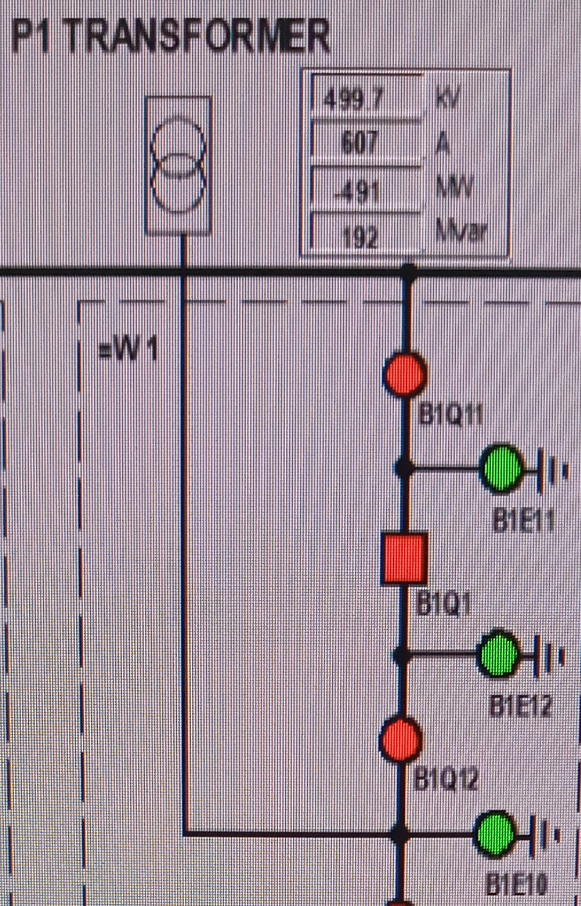 P1 TRANSFORMER
499.7 kV
607 A
-491 MW
192 Mvar
=W1
B1Q11
B1E11
B1Q1
B1E12
B1Q12
B1E10